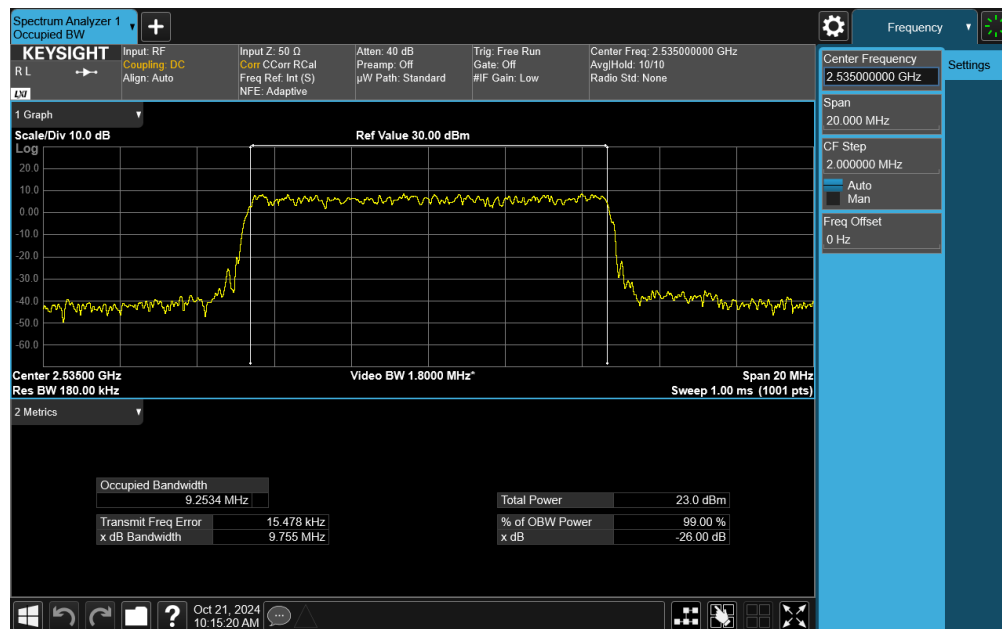 Spectrum Analyzer 1
Occupied BW
Frequency
KEYSIGHT
R L
LXI
Input: RF
Coupling: DC
Align: Auto
Input Z: 50 Ω
Corr CCorr RCal
Freq Ref: Int (S)
NFE: Adaptive
Atten: 40 dB
Preamp: Off
µW Path: Standard
Trig: Free Run
Gate: Off
#IF Gain: Low
Center Freq: 2.535000000 GHz
Avg|Hold: 10/10
Radio Std: None
Center Frequency
2.535000000 GHz
Settings
Span
20.000 MHz
CF Step
2.000000 MHz
Auto
Man
Freq Offset
0 Hz
1 Graph
Scale/Div 10.0 dB
Ref Value 30.00 dBm
Log
20.0
10.0
0.00
-10.0
-20.0
-30.0
-40.0
-50.0
-60.0
Center 2.53500 GHz
Video BW 1.8000 MHz*
Span 20 MHz
Res BW 180.00 kHz
Sweep 1.00 ms (1001 pts)
2 Metrics
Occupied Bandwidth
9.2534 MHz
Total Power 23.0 dBm
Transmit Freq Error 15.478 kHz
% of OBW Power 99.00 %
x dB Bandwidth 9.755 MHz
x dB -26.00 dB
?
Oct 21, 2024
10:15:20 AM